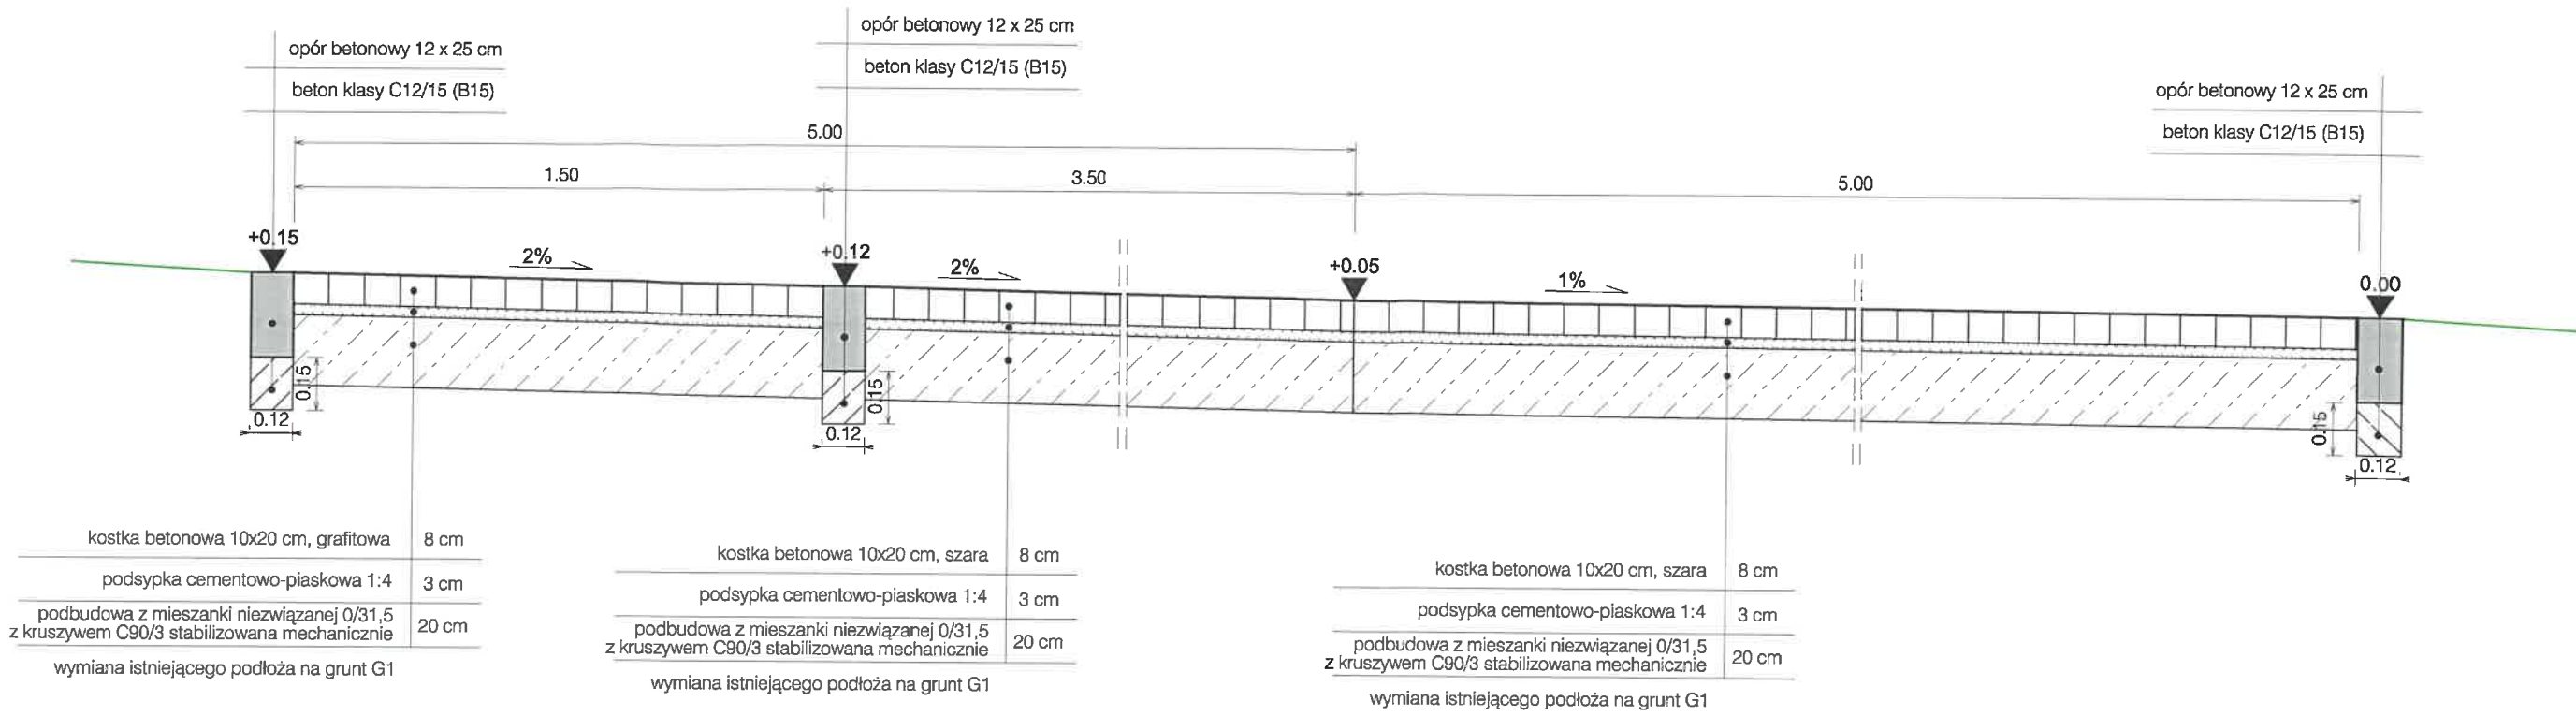 opór betonowy 12 x 25 cm
beton klasy C12/15 (B15)
opór betonowy 12 x 25 cm
beton klasy C12/15 (B15)
opór betonowy 12 x 25 cm
beton klasy C12/15 (B15)
5.00
1.50
3.50
5.00
+0.15
2%
+0.12
2%
+0.05
1%
0.00
0.15
0.12
0.15
0.12
0.15
0.12
kostka betonowa 10x20 cm, grafitowa 8 cm
podsypka cementowo-piaskowa 1:4 3 cm
podbudowa z mieszanki niezwiązanej 0/31,5
z kruszywem C90/3 stabilizowana mechanicznie 20 cm
wymiana istniejącego podłoża na grunt G1
kostka betonowa 10x20 cm, szara 8 cm
podsypka cementowo-piaskowa 1:4 3 cm
podbudowa z mieszanki niezwiązanej 0/31,5
z kruszywem C90/3 stabilizowana mechanicznie 20 cm
wymiana istniejącego podłoża na grunt G1
kostka betonowa 10x20 cm, szara 8 cm
podsypka cementowo-piaskowa 1:4 3 cm
podbudowa z mieszanki niezwiązanej 0/31,5
z kruszywem C90/3 stabilizowana mechanicznie 20 cm
wymiana istniejącego podłoża na grunt G1